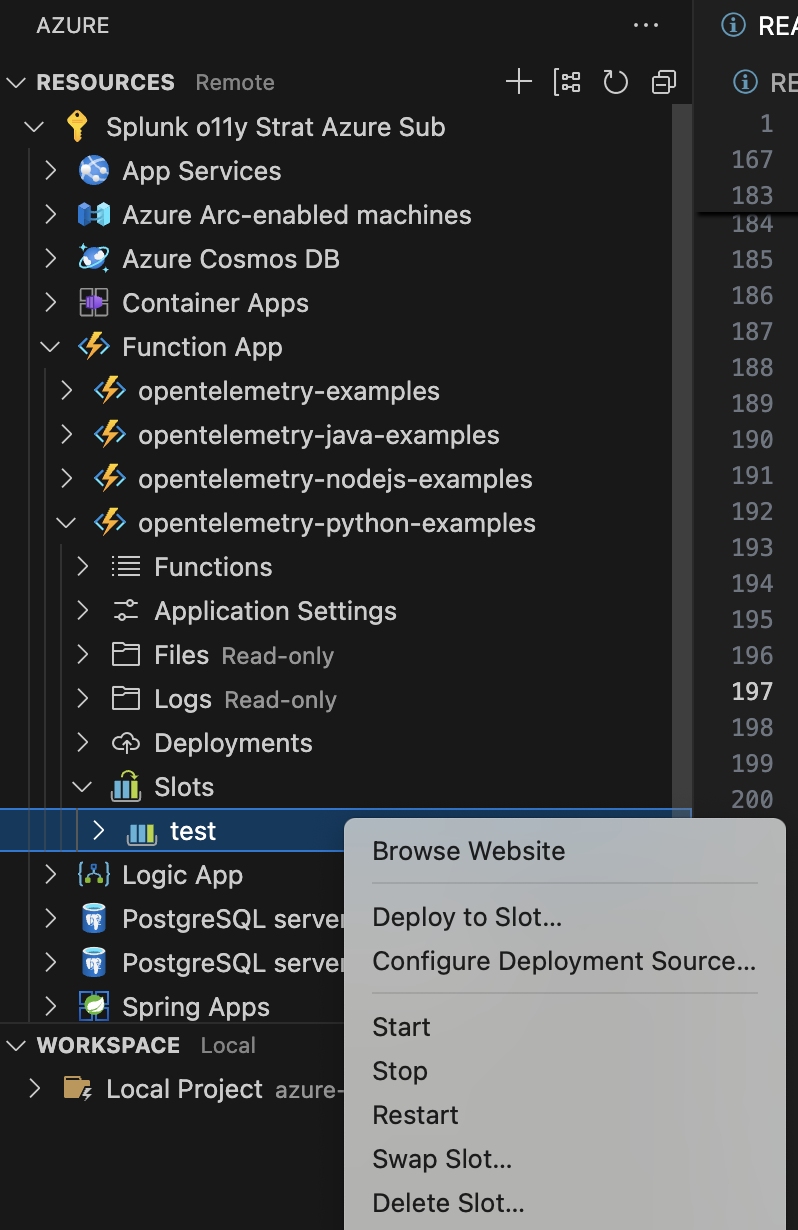 AZURE
REA
RESOURCES Remote
RE
Splunk o11y Strat Azure Sub
1
App Services
167
Azure Arc-enabled machines
183
184
Azure Cosmos DB
185
Container Apps
186
187
Function App
188
opentelemetry-examples
189
opentelemetry-java-examples
190
opentelemetry-nodejs-examples
191
opentelemetry-python-examples
192
193
Functions
194
Application Settings
195
Files Read-only
196
Logs Read-only
197
198
Deployments
199
Slots
200
test
Browse Website
Logic App
PostgreSQL server
Deploy to Slot...
PostgreSQL server
Configure Deployment Source...
Spring Apps
Start
WORKSPACE Local
Stop
Local Project azure-
Restart
Swap Slot...
Delete Slot...